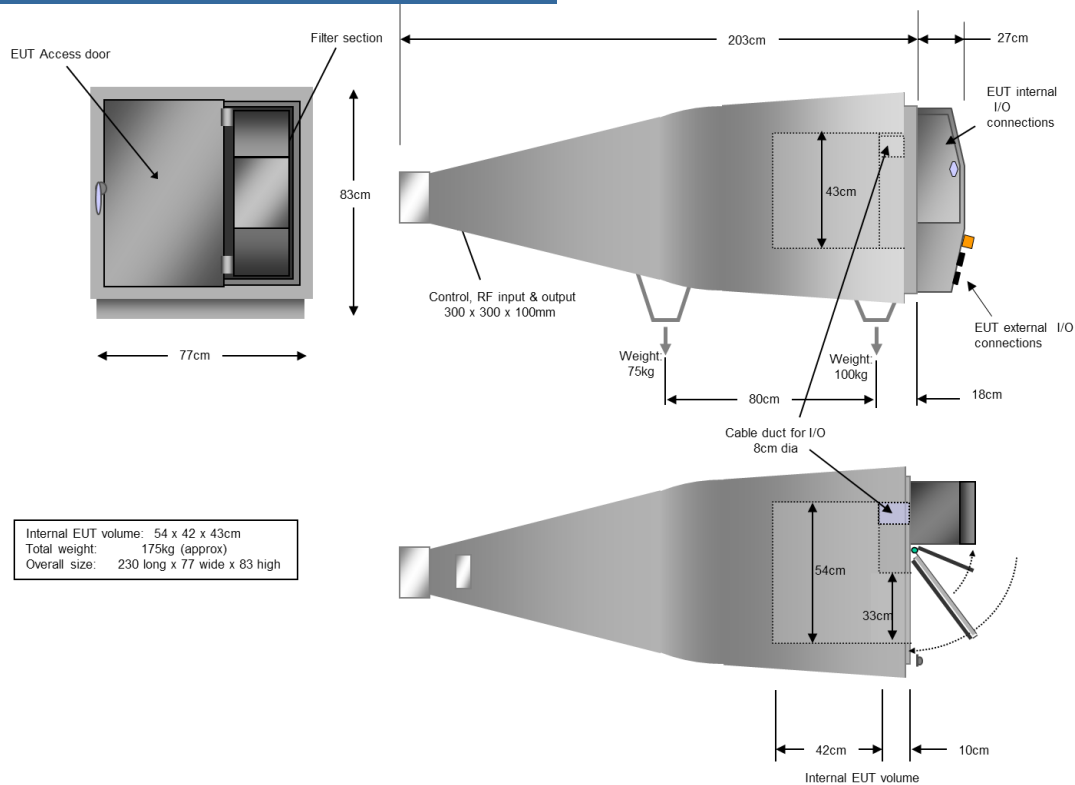 EUT Access door
Filter section
83cm
77cm
203cm
27cm
EUT internal
I/O
connections
43cm
Control, RF input & output
300 x 300 x 100mm
EUT external I/O
connections
Weight:
75kg
Weight:
100kg
80cm
18cm
Cable duct for I/O
8cm dia
Internal EUT volume: 54 x 42 x 43cm
Total weight: 175kg (approx)
Overall size: 230 long x 77 wide x 83 high
54cm
33cm
42cm
10cm
Internal EUT volume